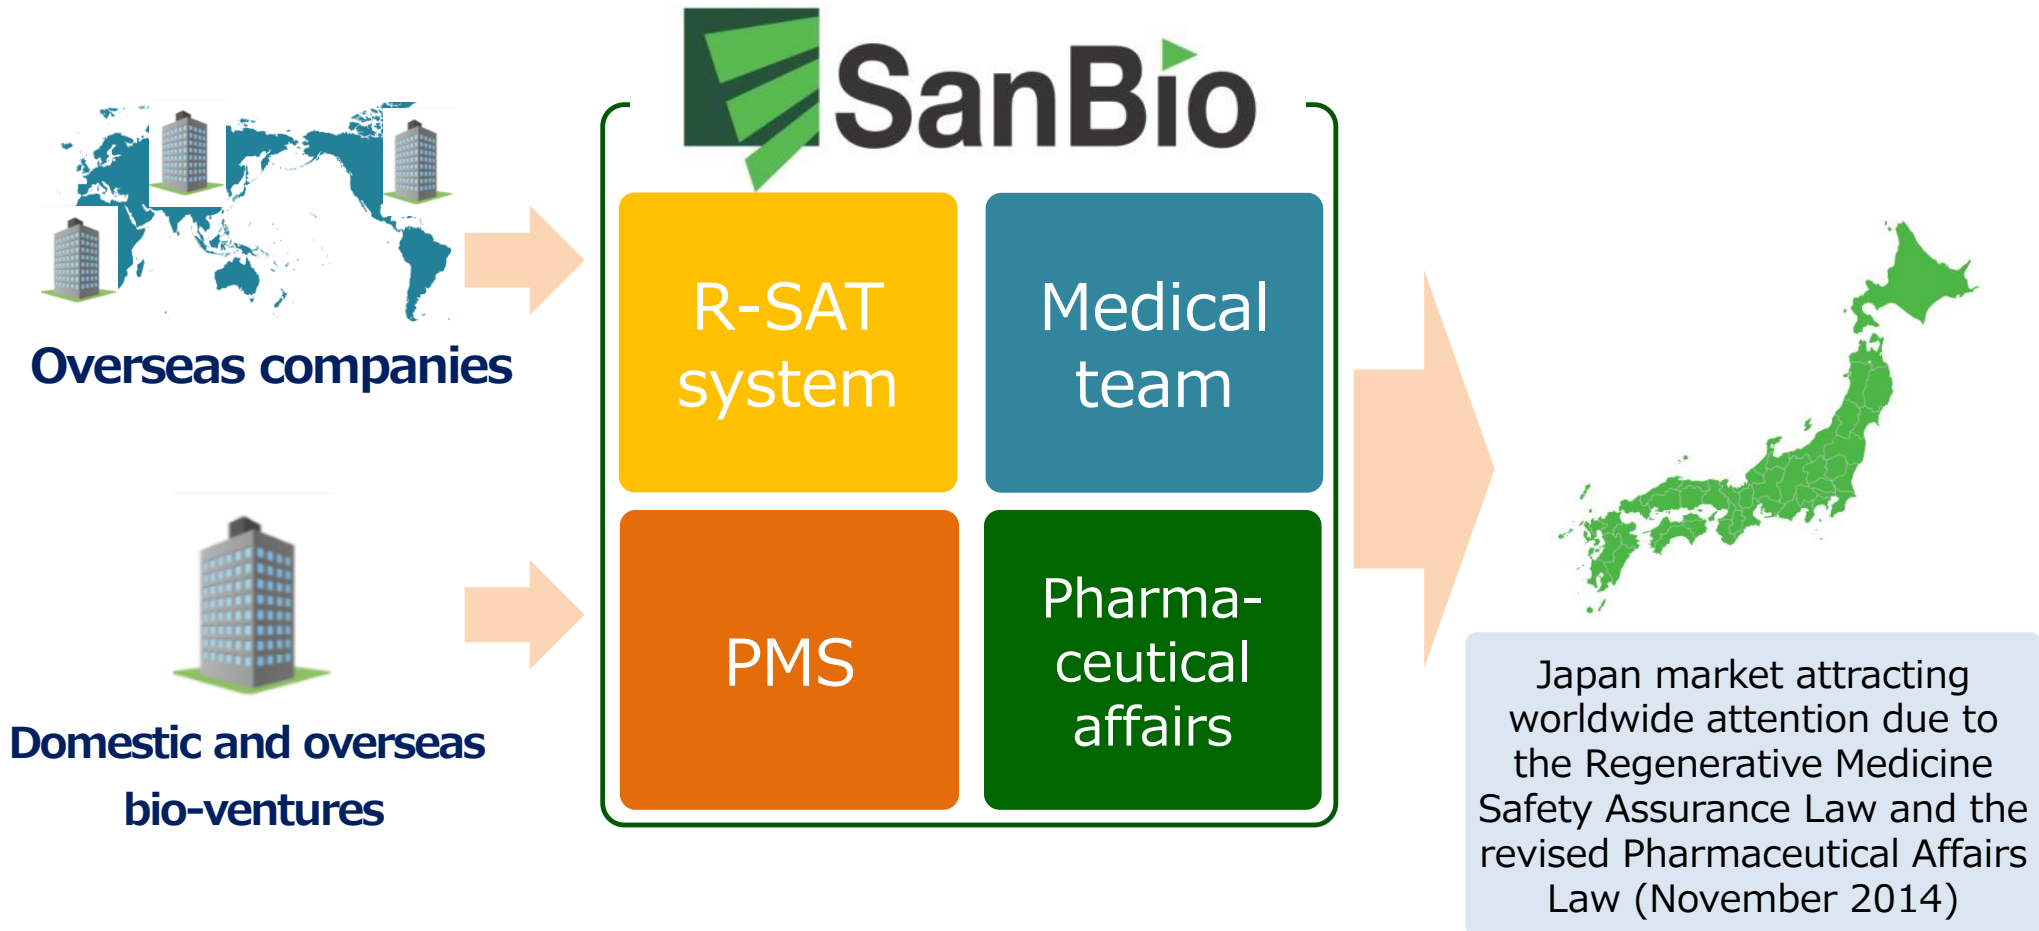 SanBio
Overseas companies
Domestic and overseas
bio-ventures
R-SAT
system
Medical
team
PMS
Pharma-
ceutical
affairs
Japan market attracting
worldwide attention due to
the Regenerative Medicine
Safety Assurance Law and the
revised Pharmaceutical Affairs
Law (November 2014)